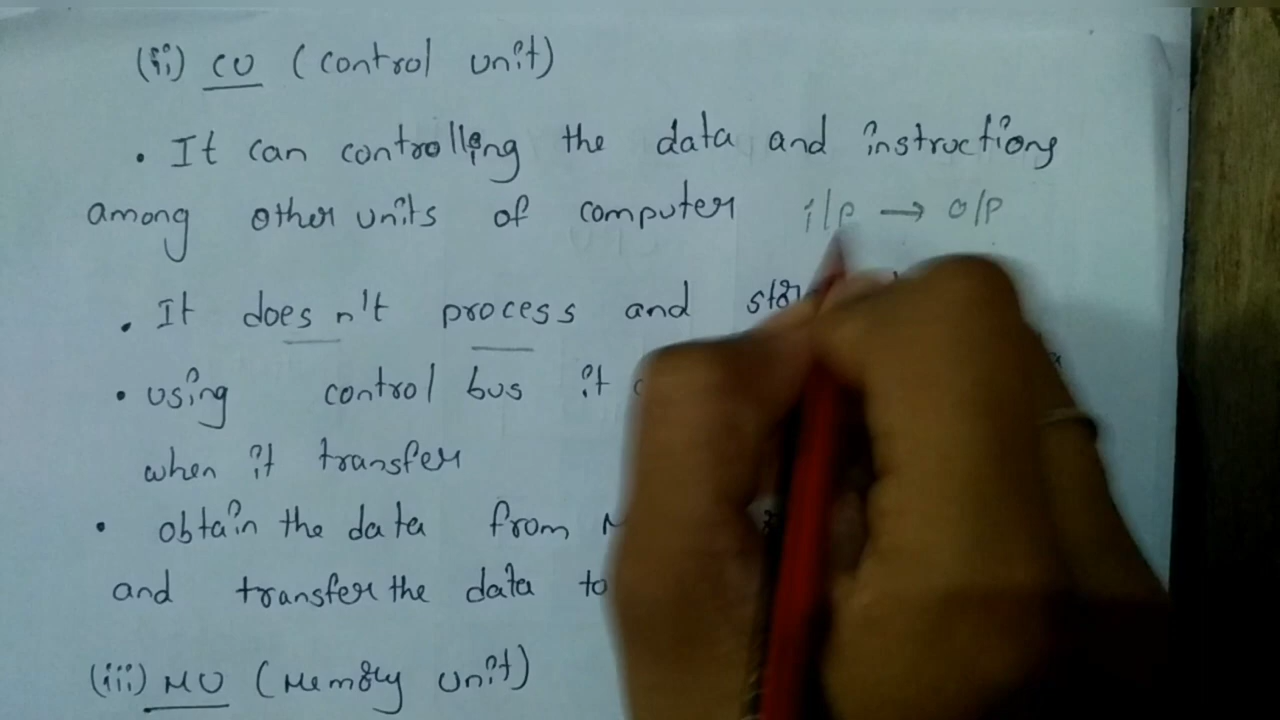 (ii) CU (control unit)
• It can controlling the data and instructions
among other units of computer i/p → o/p
• It does n't process and
• using control bus it
when it transfer
• obtain the data from
and transfer the data to
(iii) MU (Memory unit)